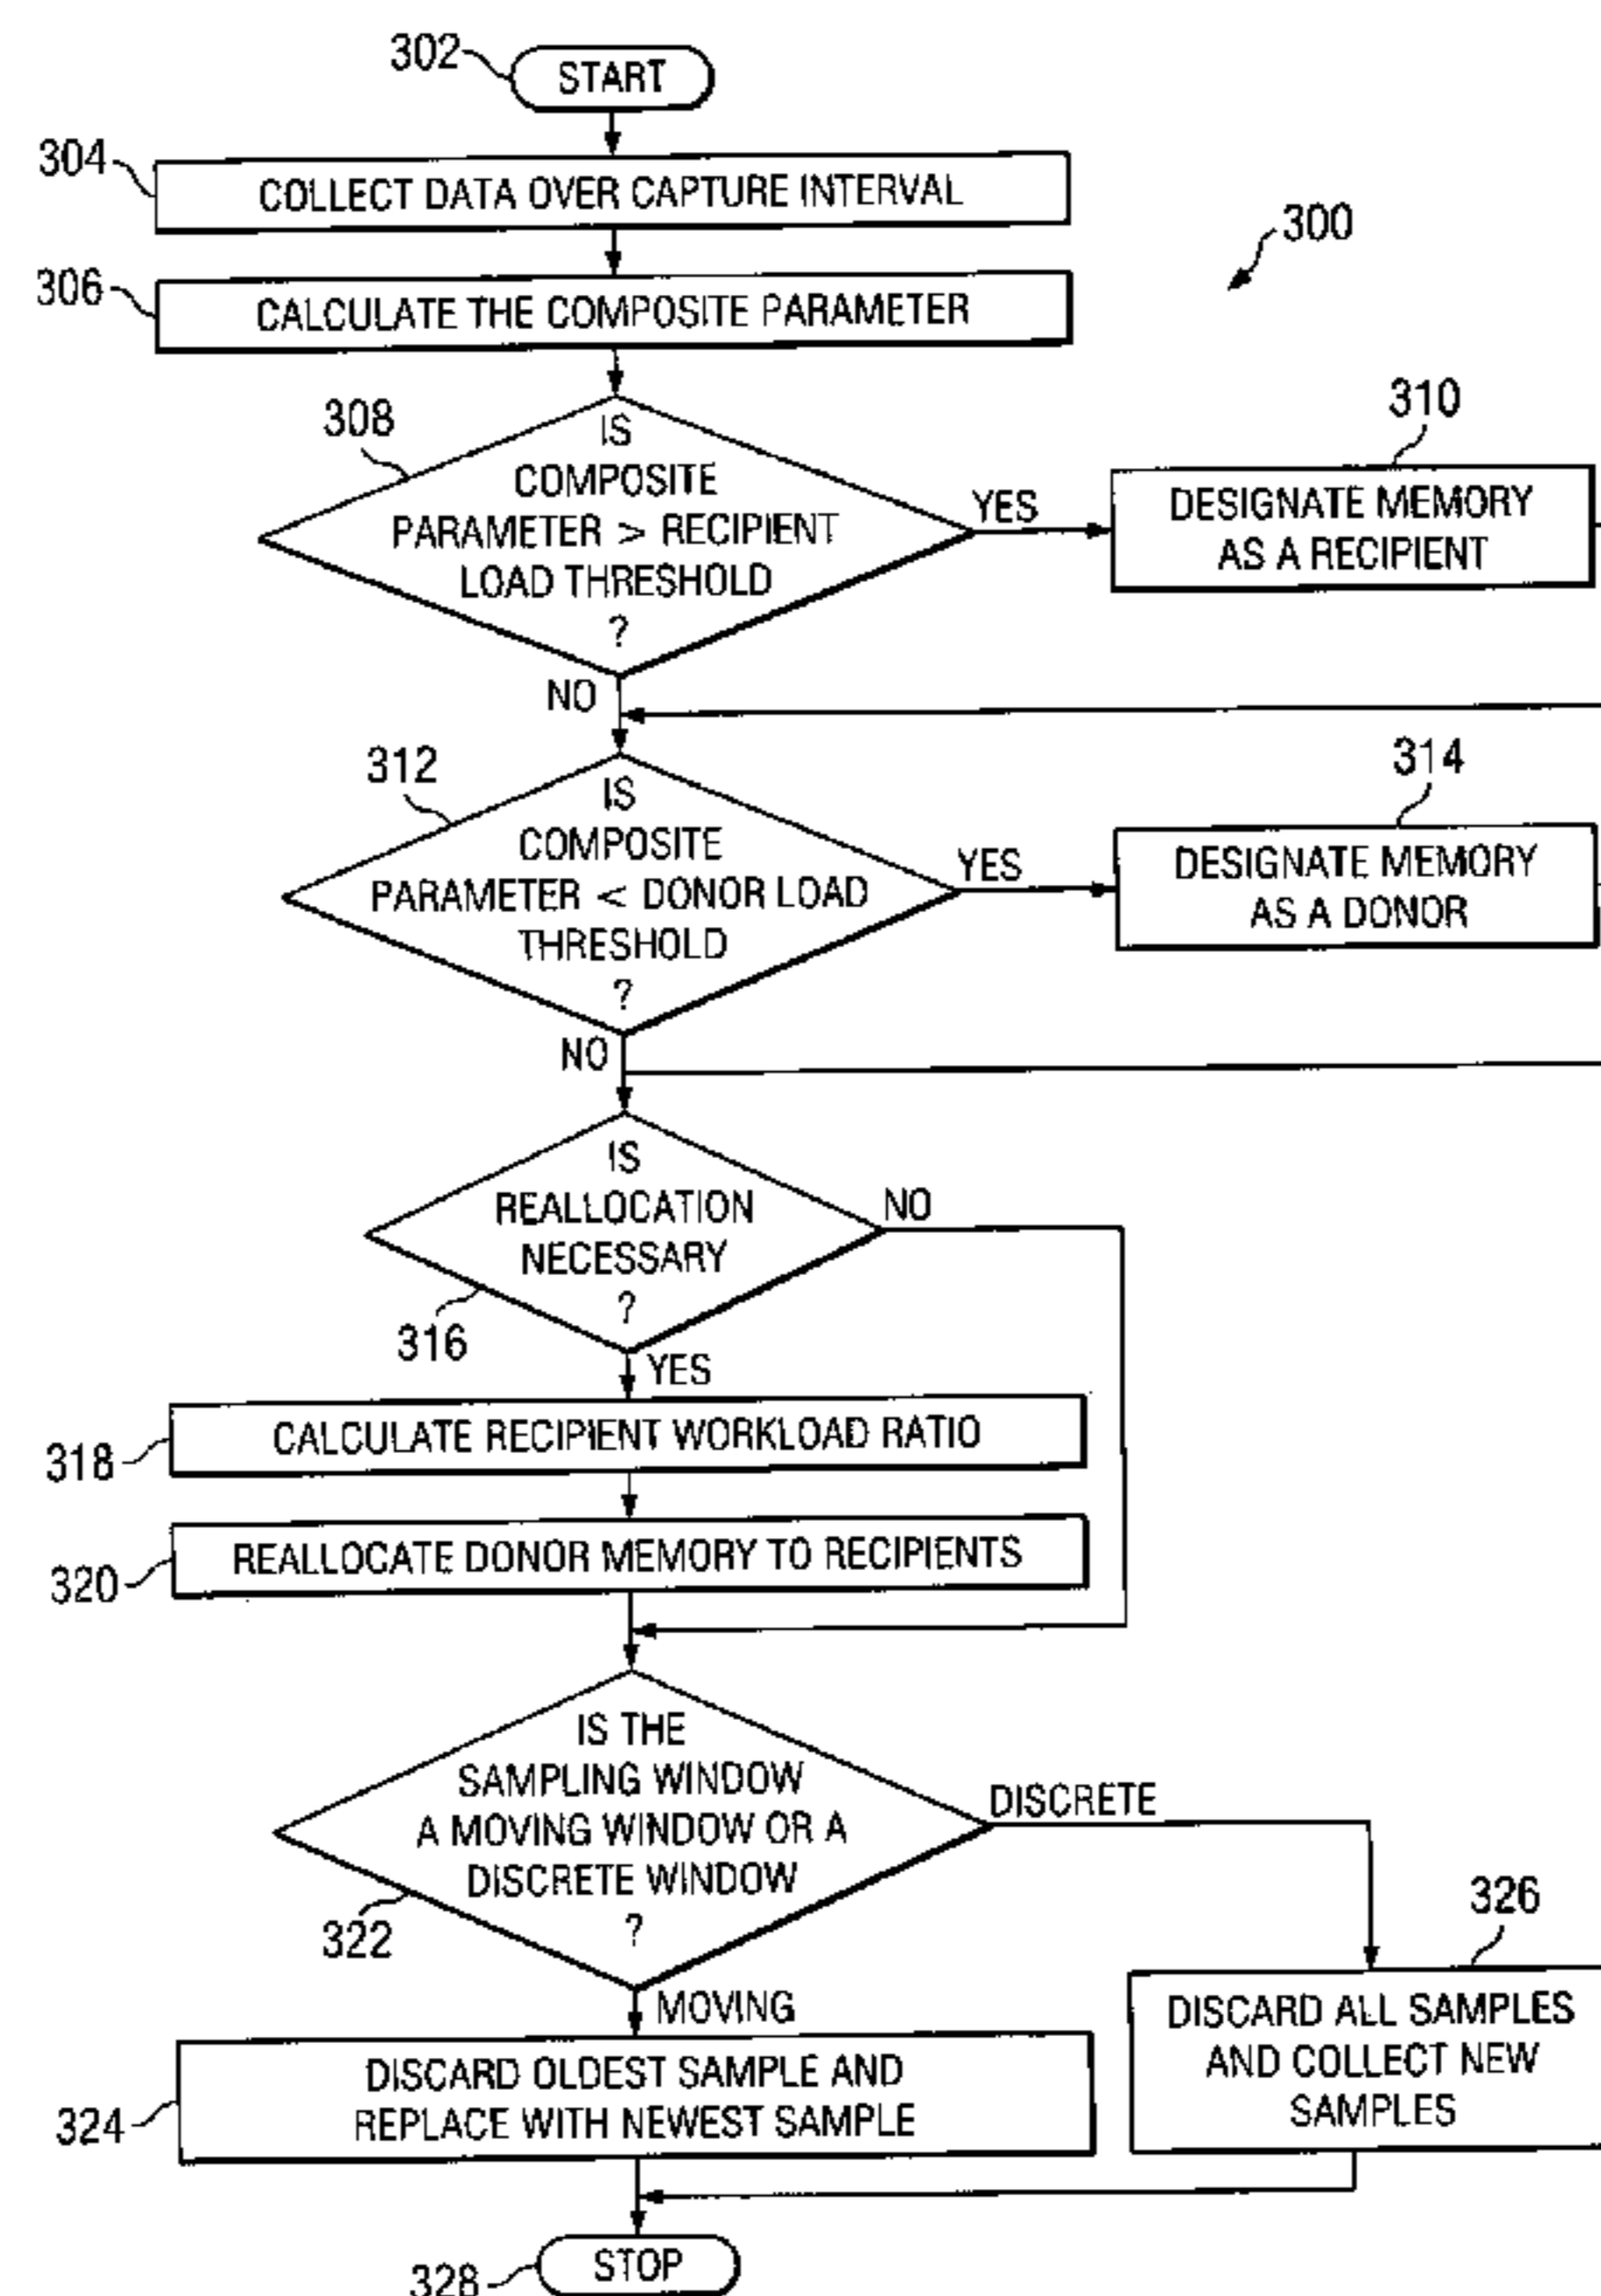 302
START
304
COLLECT DATA OVER CAPTURE INTERVAL
300
306
CALCULATE THE COMPOSITE PARAMETER
308
IS
COMPOSITE
PARAMETER > RECIPIENT
LOAD THRESHOLD
?
YES
310
DESIGNATE MEMORY
AS A RECIPIENT
NO
312
IS
COMPOSITE
PARAMETER < DONOR LOAD
THRESHOLD
?
YES
314
DESIGNATE MEMORY
AS A DONOR
NO
IS
REALLOCATION
NECESSARY
?
NO
316
YES
318
CALCULATE RECIPIENT WORKLOAD RATIO
320
REALLOCATE DONOR MEMORY TO RECIPIENTS
IS THE
SAMPLING WINDOW
A MOVING WINDOW OR A
DISCRETE WINDOW
?
DISCRETE
322
326
MOVING
DISCARD ALL SAMPLES
AND COLLECT NEW
SAMPLES
324
DISCARD OLDEST SAMPLE AND
REPLACE WITH NEWEST SAMPLE
328
STOP